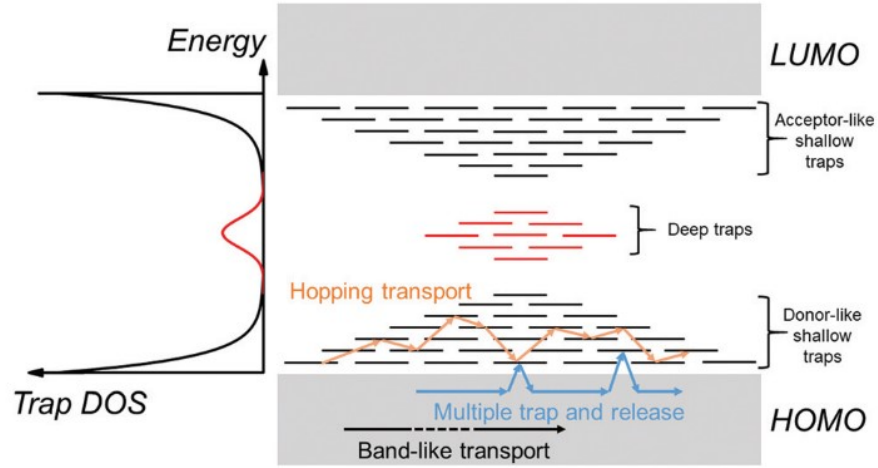 Energy
LUMO
Acceptor-like
shallow
traps
Deep traps
Hopping transport
Donor-like
shallow
traps
Trap DOS
Multiple trap and release
HOMO
Band-like transport